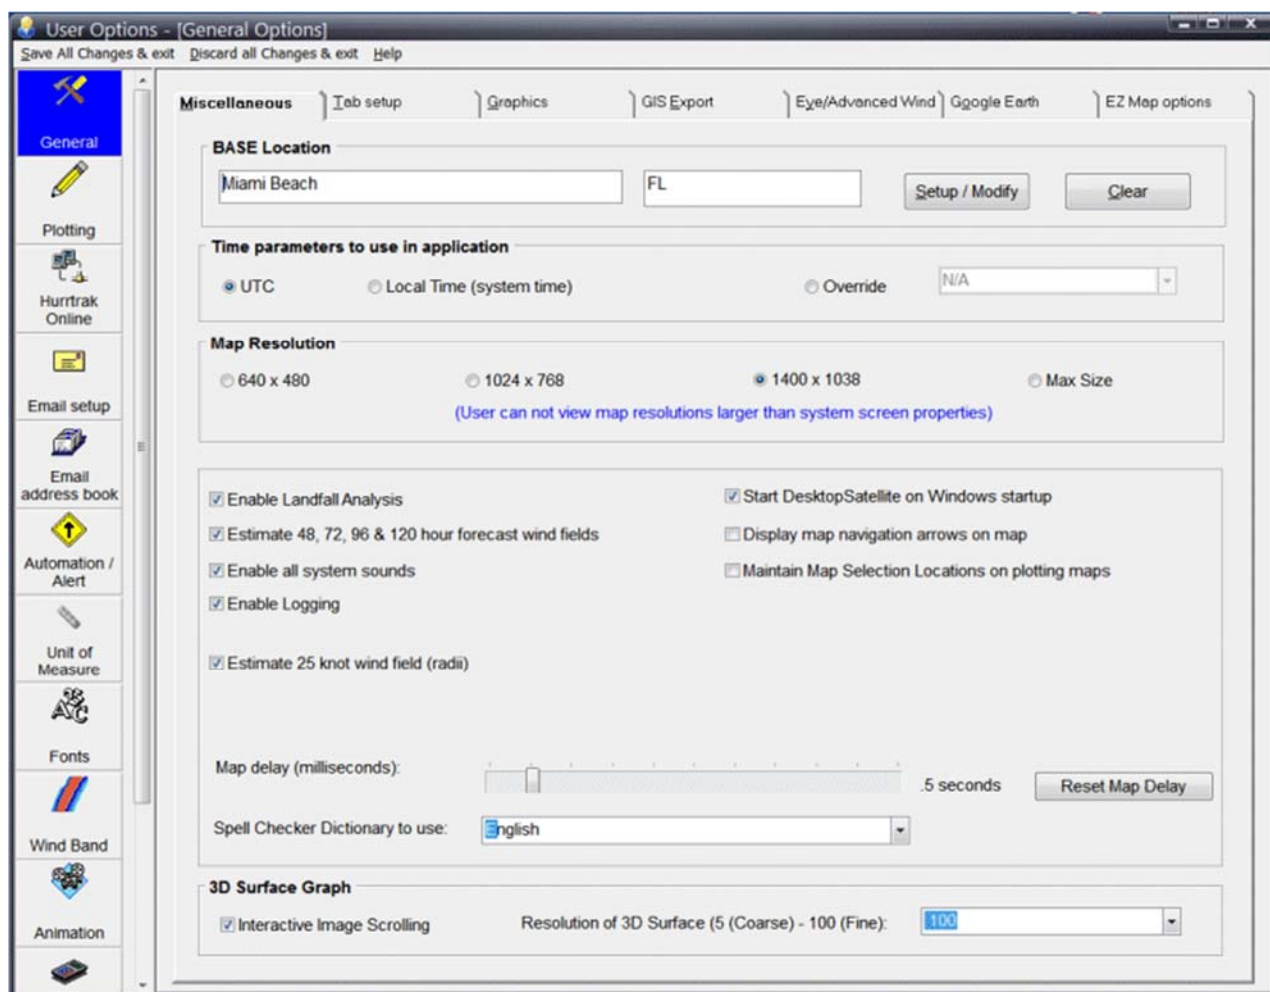 User Options - [General Options]
Save All Changes & exit Discard all Changes & exit Help
General
Plotting
Hurrtrak
Online
Email setup
Email
address book
Automation /
Alert
Unit of
Measure
Fonts
Wind Band
Animation
Miscellaneous Tab setup Graphics GIS Export Eye/Advanced Wind Google Earth EZ Map options
BASE Location
Miami Beach FL Setup / Modify Clear
Time parameters to use in application
UTC Local Time (system time) Override N/A
Map Resolution
640 x 480 1024 x 768 1400 x 1038 Max Size
(User can not view map resolutions larger than system screen properties)
Enable Landfall Analysis Start DesktopSatellite on Windows startup
Estimate 48, 72, 96 & 120 hour forecast wind fields Display map navigation arrows on map
Enable all system sounds Maintain Map Selection Locations on plotting maps
Enable Logging
Estimate 25 knot wind field (radii)
Map delay (milliseconds): .5 seconds Reset Map Delay
Spell Checker Dictionary to use: English
3D Surface Graph
Interactive Image Scrolling Resolution of 3D Surface (5 (Coarse) - 100 (Fine): 100